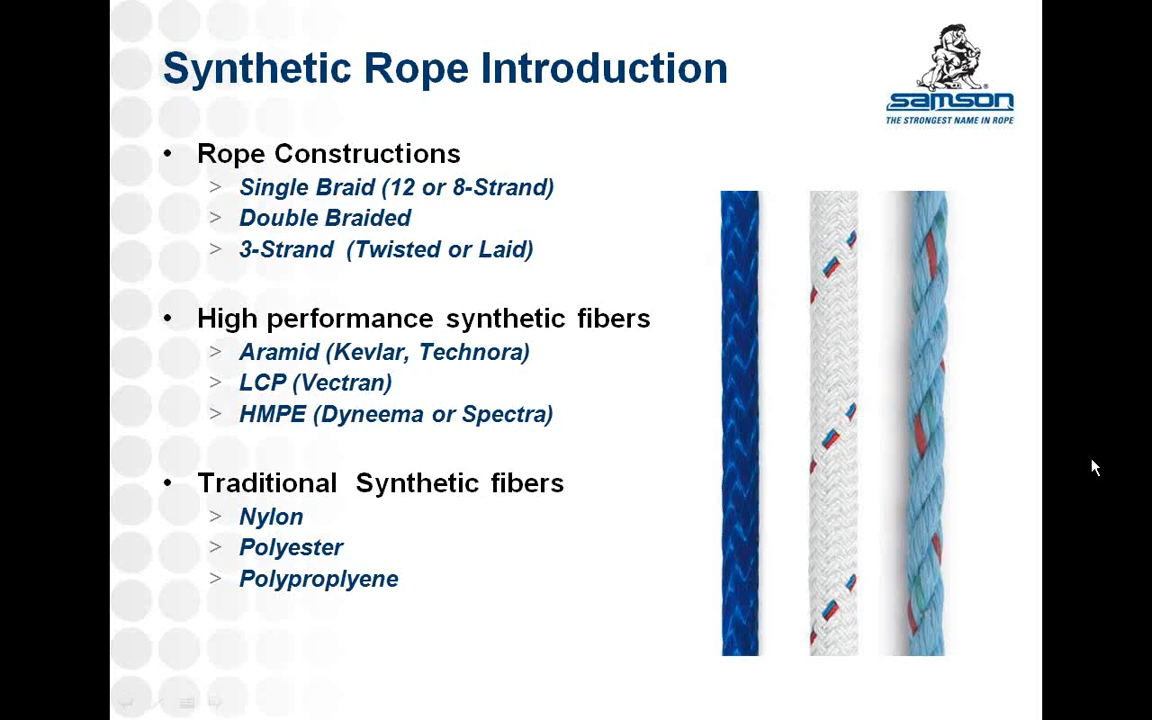 Synthetic Rope Introduction
samson
THE STRONGEST NAME IN ROPE
• Rope Constructions
> Single Braid (12 or 8-Strand)
> Double Braided
> 3-Strand (Twisted or Laid)
• High performance synthetic fibers
> Aramid (Kevlar, Technora)
> LCP (Vectran)
> HMPE (Dyneema or Spectra)
• Traditional Synthetic fibers
> Nylon
> Polyester
> Polyproplyene